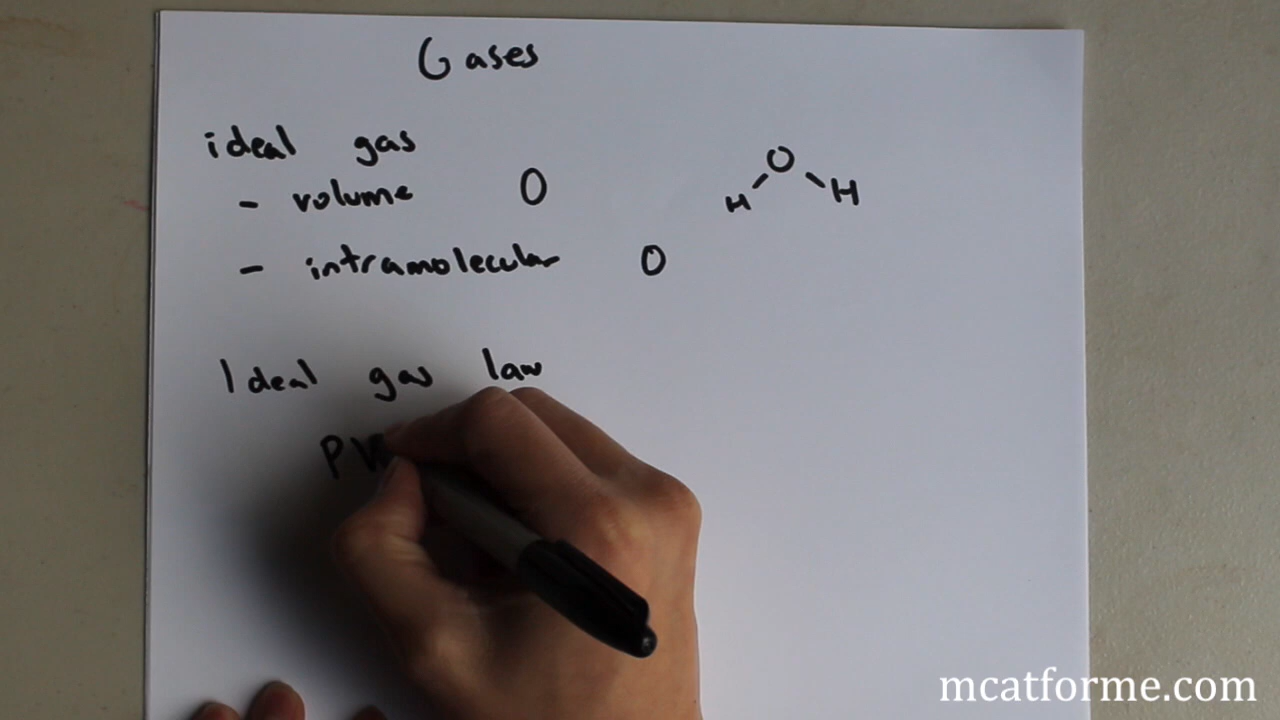 Gases
ideal gas
- volume 0
- intramolecular 0
O
H H
Ideal gas law
PV
mcatforme.com